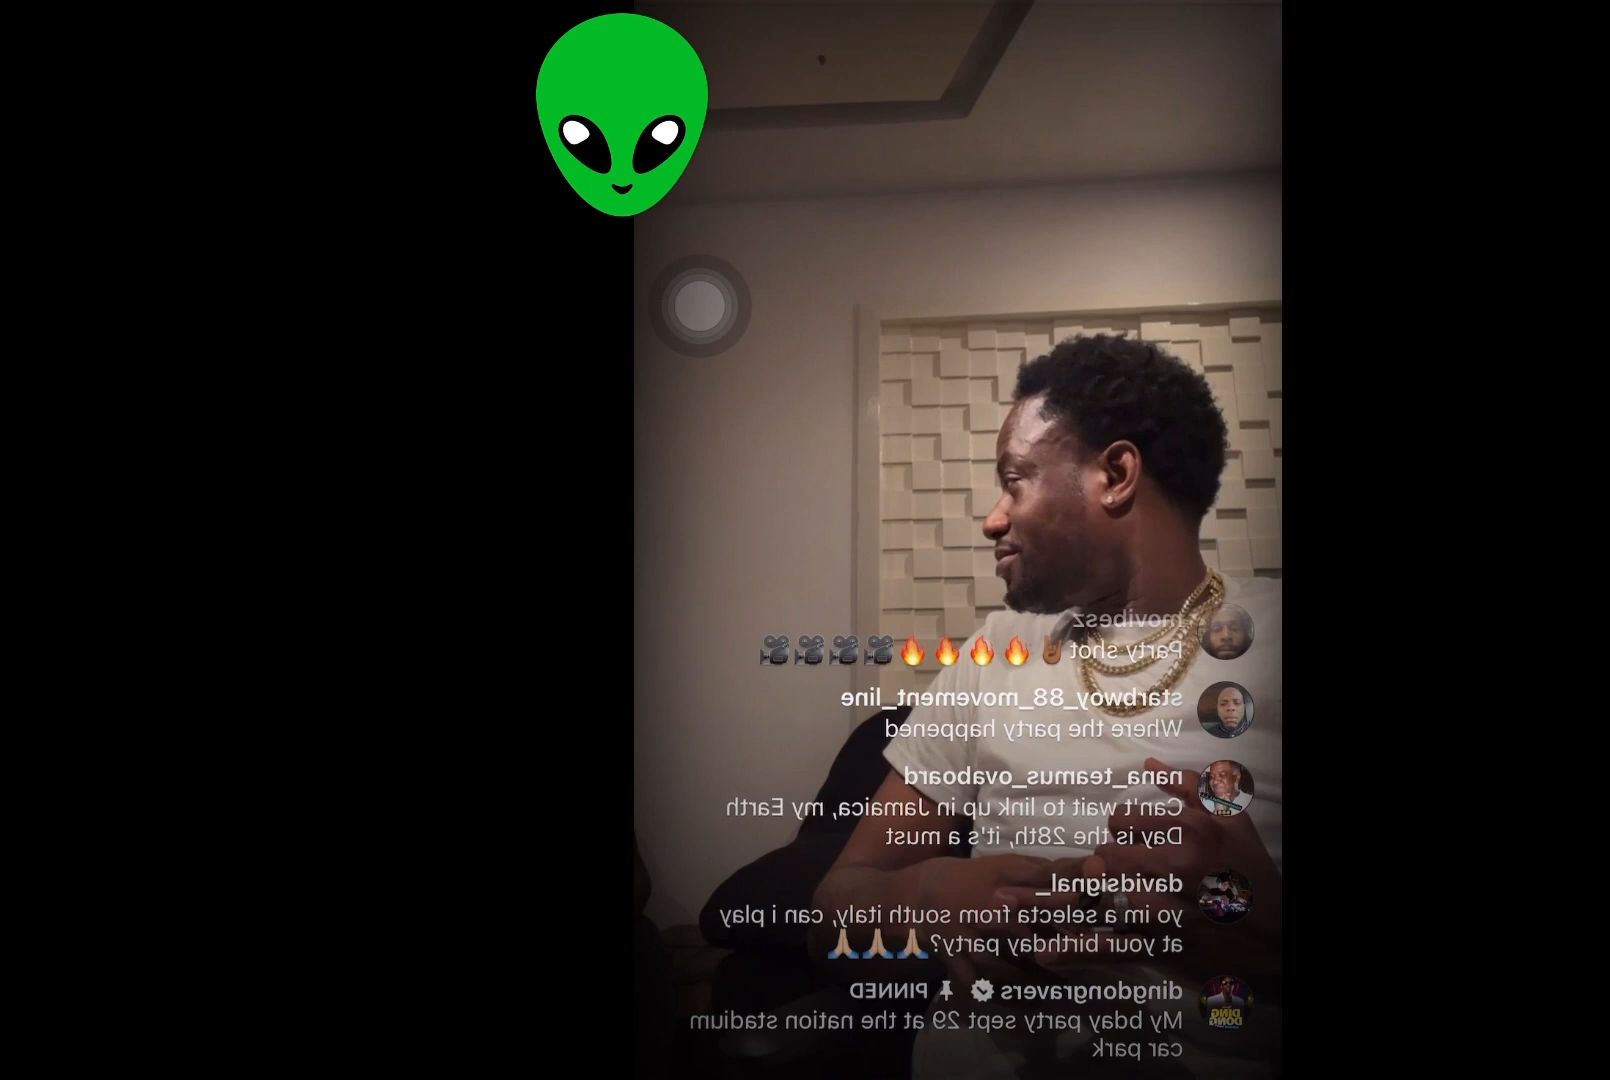 movibesz
Party shot🤘🏾🔥🔥🔥🔥🎥🎥🎥🎥
starbwoy_88_movement_line
Where the party happened
nana_teamus_ovaboard
Can't wait to link up in Jamaica, my Earth
Day is the 28th, it's a must
davidsignal_
yo im a selecta from south italy, can i play
at your birthday party?🙏🏼🙏🏼🙏🏼
dingdongravers PINNED
DING
DONG
My bday party sept 29 at the nation stadium
car park